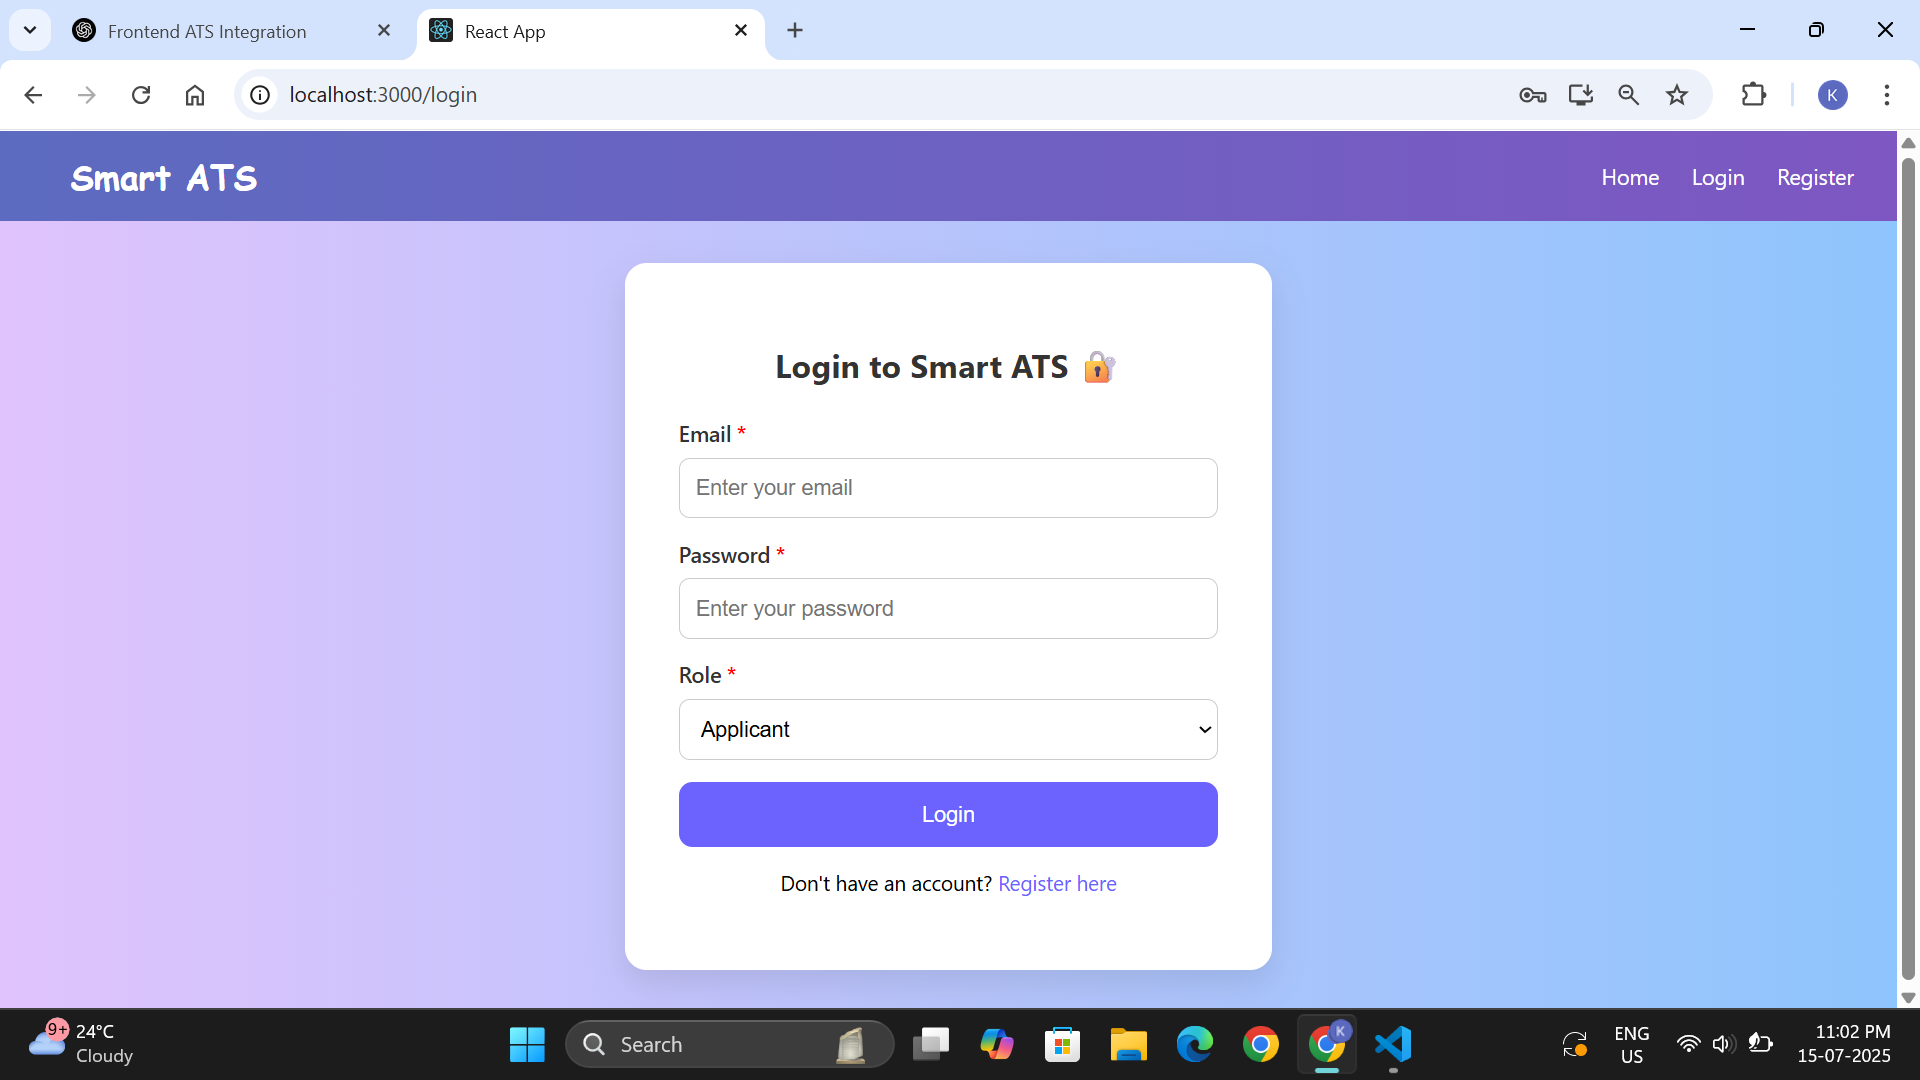 Frontend ATS Integration
React App
localhost:3000/login
K
Smart ATS
Home
Login
Register
Login to Smart ATS
Email *
Enter your email
Password *
Enter your password
Role *
Applicant
Login
Don't have an account? Register here
9+
24°C
Cloudy
Search
K
ENG
US
11:02 PM
15-07-2025